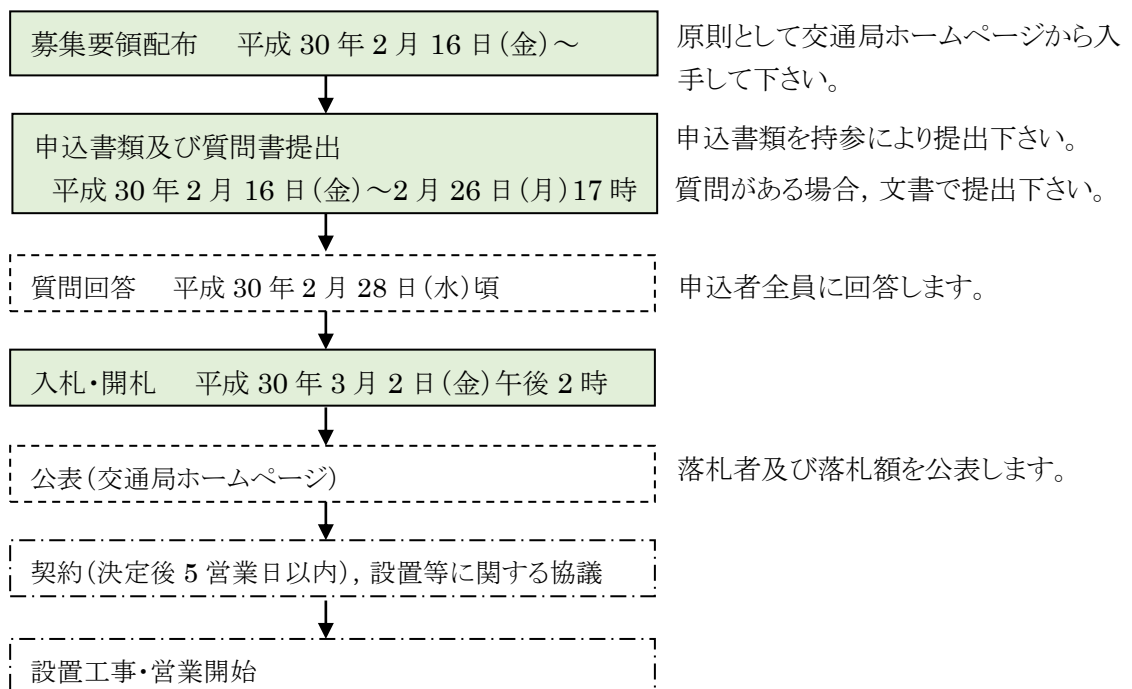 募集要領配布　平成 30 年 2 月 16 日(金)～
原則として交通局ホームページから入
手して下さい。
申込書類及び質問書提出
平成 30 年 2 月 16 日(金)～2 月 26 日(月)17 時
申込書類を持参により提出下さい。
質問がある場合, 文書で提出下さい。
質問回答　平成 30 年 2 月 28 日(水)頃
申込者全員に回答します。
入札・開札　平成 30 年 3 月 2 日(金)午後 2 時
公表(交通局ホームページ)
落札者及び落札額を公表します。
契約(決定後 5 営業日以内), 設置等に関する協議
設置工事・営業開始